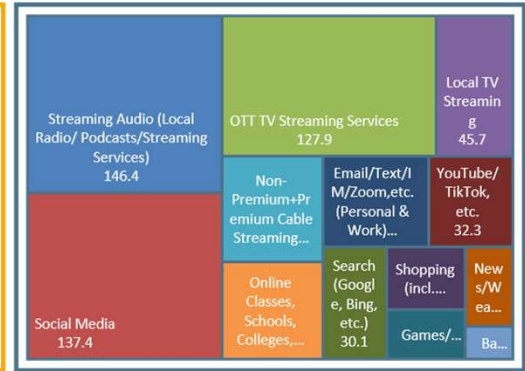 Streaming Audio (Local
Radio/ Podcasts/Streaming
Services)
146.4
Social Media
137.4
OTT TV Streaming Services
127.9
Local TV
Streamin
g
45.7
Non-
Premium+Pr
emium Cable
Streaming...
Email/Text/I
M/Zoom,etc.
(Personal &
Work)...
YouTube/
TikTok,
etc.
32.3
Online
Classes,
Schools,
Colleges,...
Search
(Googl
e, Bing,
etc.)
30.1
Shopping
(incl....
New
s/We
ea...
Games/...
Ba...